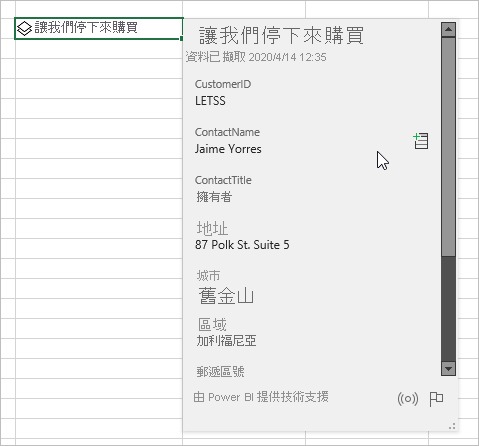 讓我們停下來購買
讓我們停下來購買
資料已擷取 2020/4/14 12:35
CustomerID
LETSS
ContactName
Jaime Yorres
ContactTitle
擁有者
地址
87 Polk St. Suite 5
城市
舊金山
區域
加利福尼亞
郵遞區號
由 Power BI 提供技術支援